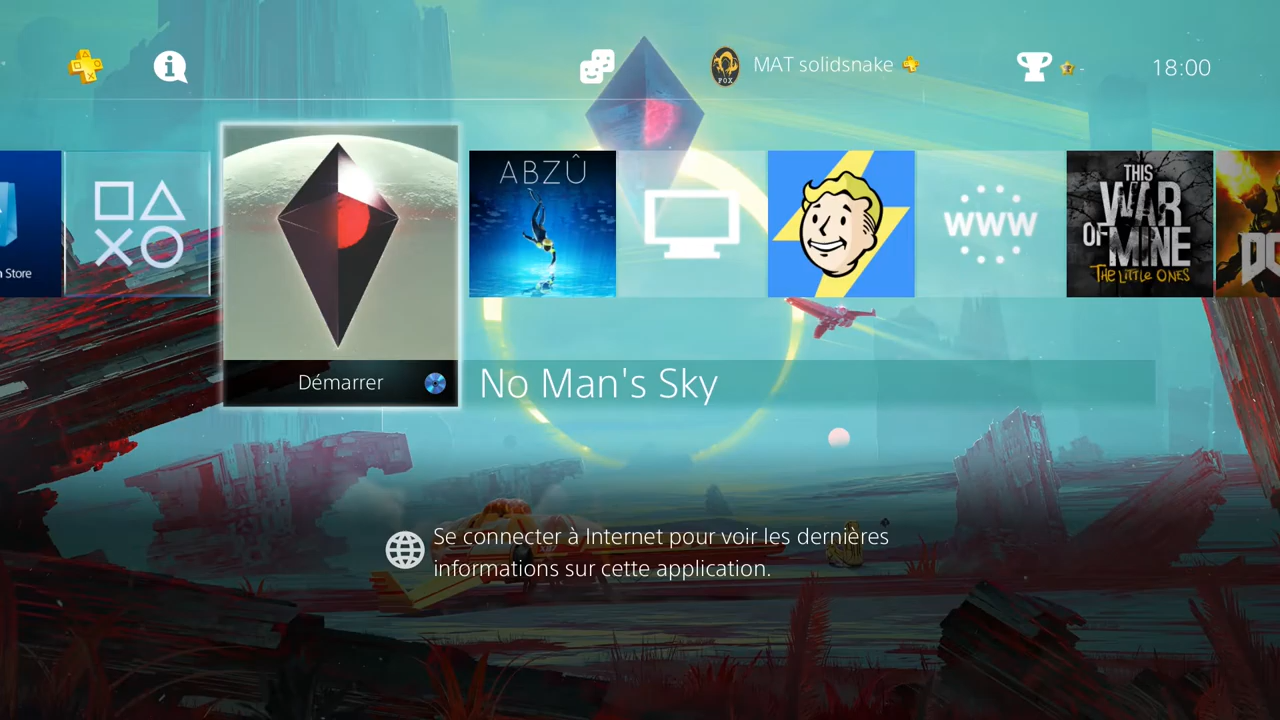 MAT solidsnake
-
18:00
FOX
Store
ABZÛ
WWW
THIS
WAR
OF MINE
THE LITTLE ONES
Démarrer
No Man's Sky
Se connecter à Internet pour voir les dernières
informations sur cette application.